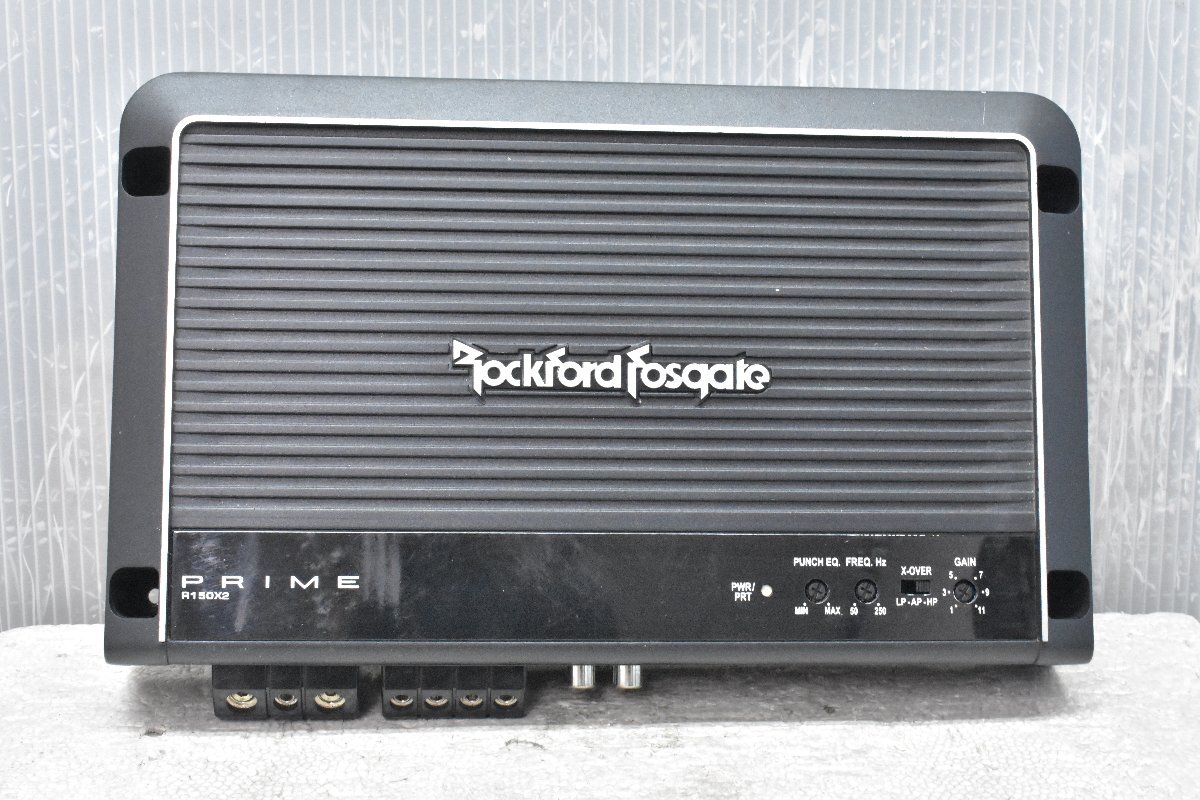 Rockford Fosgate
PRIME
R150X2
PWR/
PRT
PUNCH EQ.
MIN MAX
FREQ. Hz
50 250
X-OVER
LP-AP-HP
GAIN
5 7
3 9
1 11